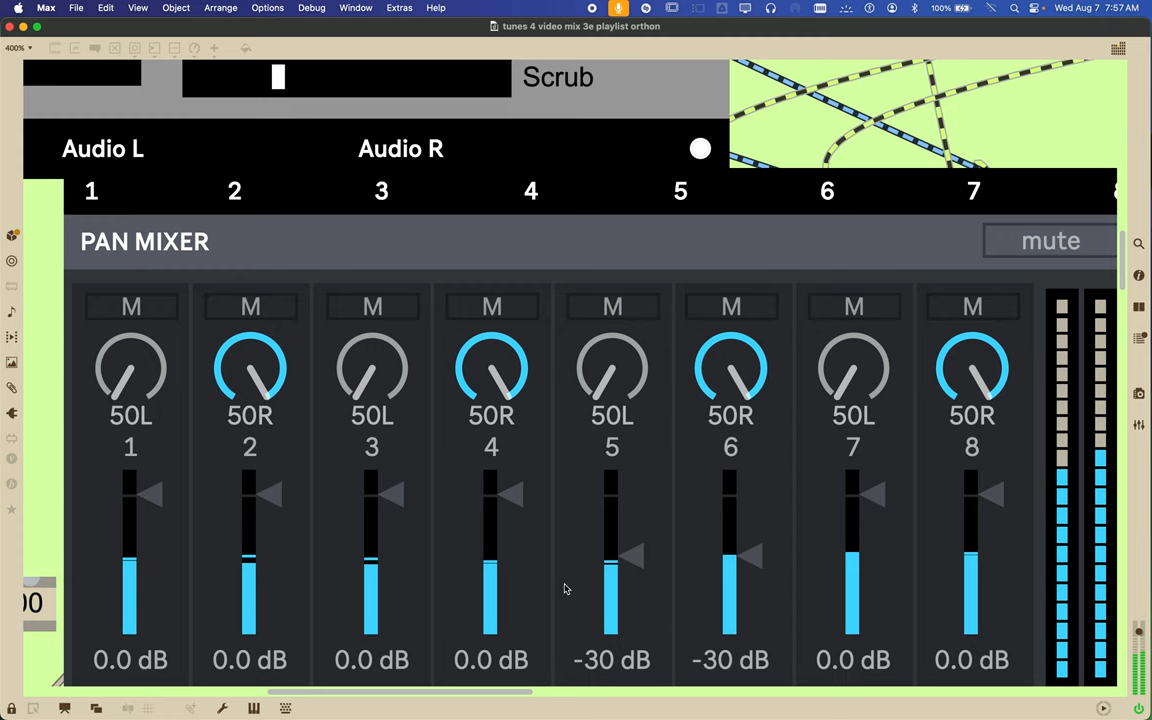 Max File Edit View Object Arrange Options Debug Window Extras Help 100% Wed Aug 7 7:57 AM
tunes 4 video mix 3e playlist orthon
400%
Scrub
Audio L Audio R
1 2 3 4 5 6 7
PAN MIXER mute
M M M M M M M M
50L 50R 50L 50R 50L 50R 50L 50R
1 2 3 4 5 6 7 8
00
0.0 dB 0.0 dB 0.0 dB 0.0 dB -30 dB -30 dB 0.0 dB 0.0 dB